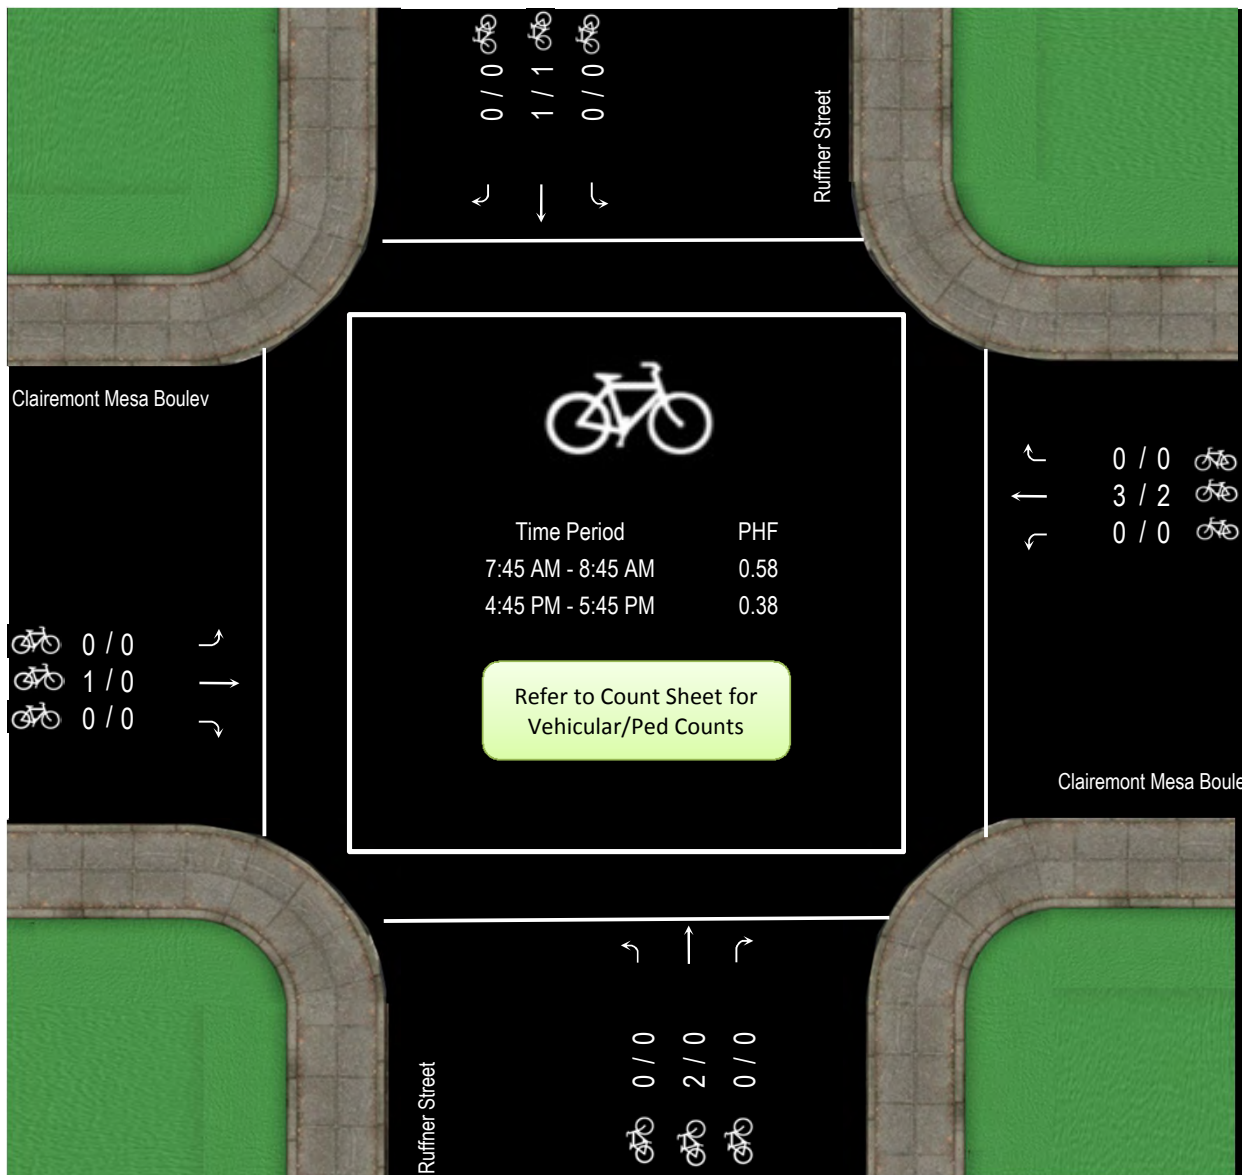 0 / 0
1 / 1
0 / 0
Ruffner Street
Clairemont Mesa Boulev
0 / 0
3 / 2
0 / 0
Time Period PHF
7:45 AM - 8:45 AM 0.58
4:45 PM - 5:45 PM 0.38
0 / 0
1 / 0
0 / 0
Refer to Count Sheet for
Vehicular/Ped Counts
Clairemont Mesa Boule
Ruffner Street
0 / 0
2 / 0
0 / 0